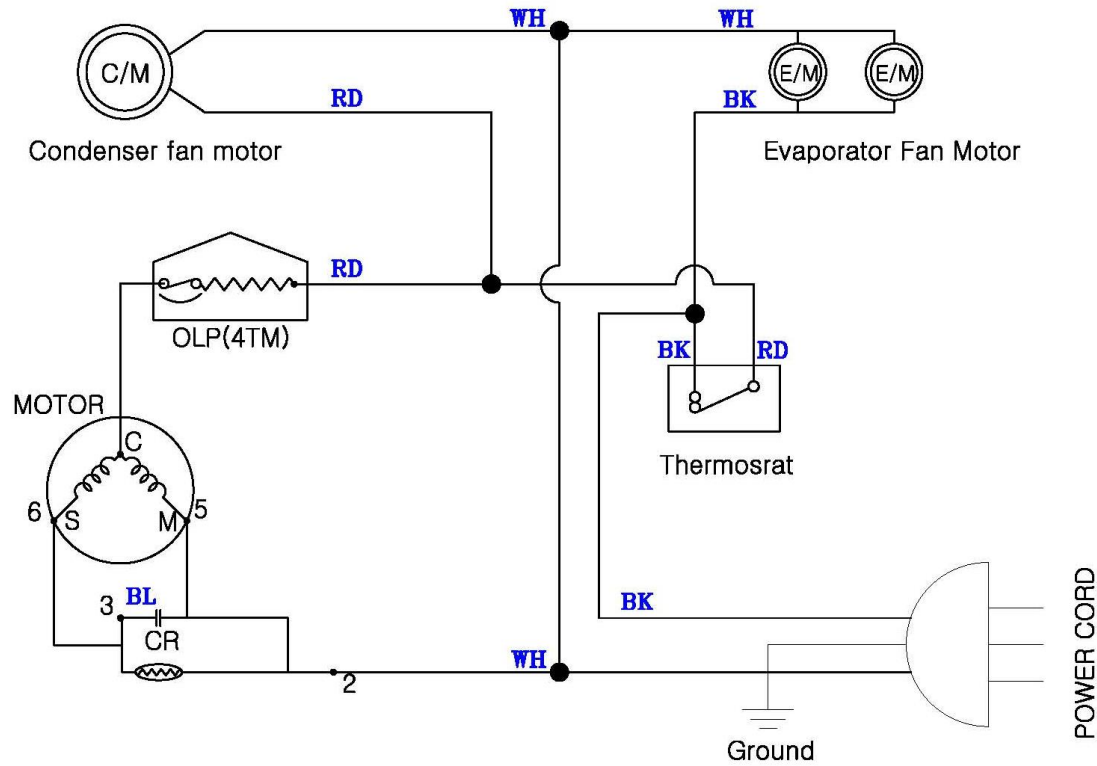 WH
WH
C/M
E/M
E/M
RD
BK
Condenser fan motor
Evaporator Fan Motor
RD
OLP(4TM)
BK
RD
MOTOR
C
Thermosrat
6
S
M
5
3
BL
BK
CR
WH
2
Ground
POWER CORD